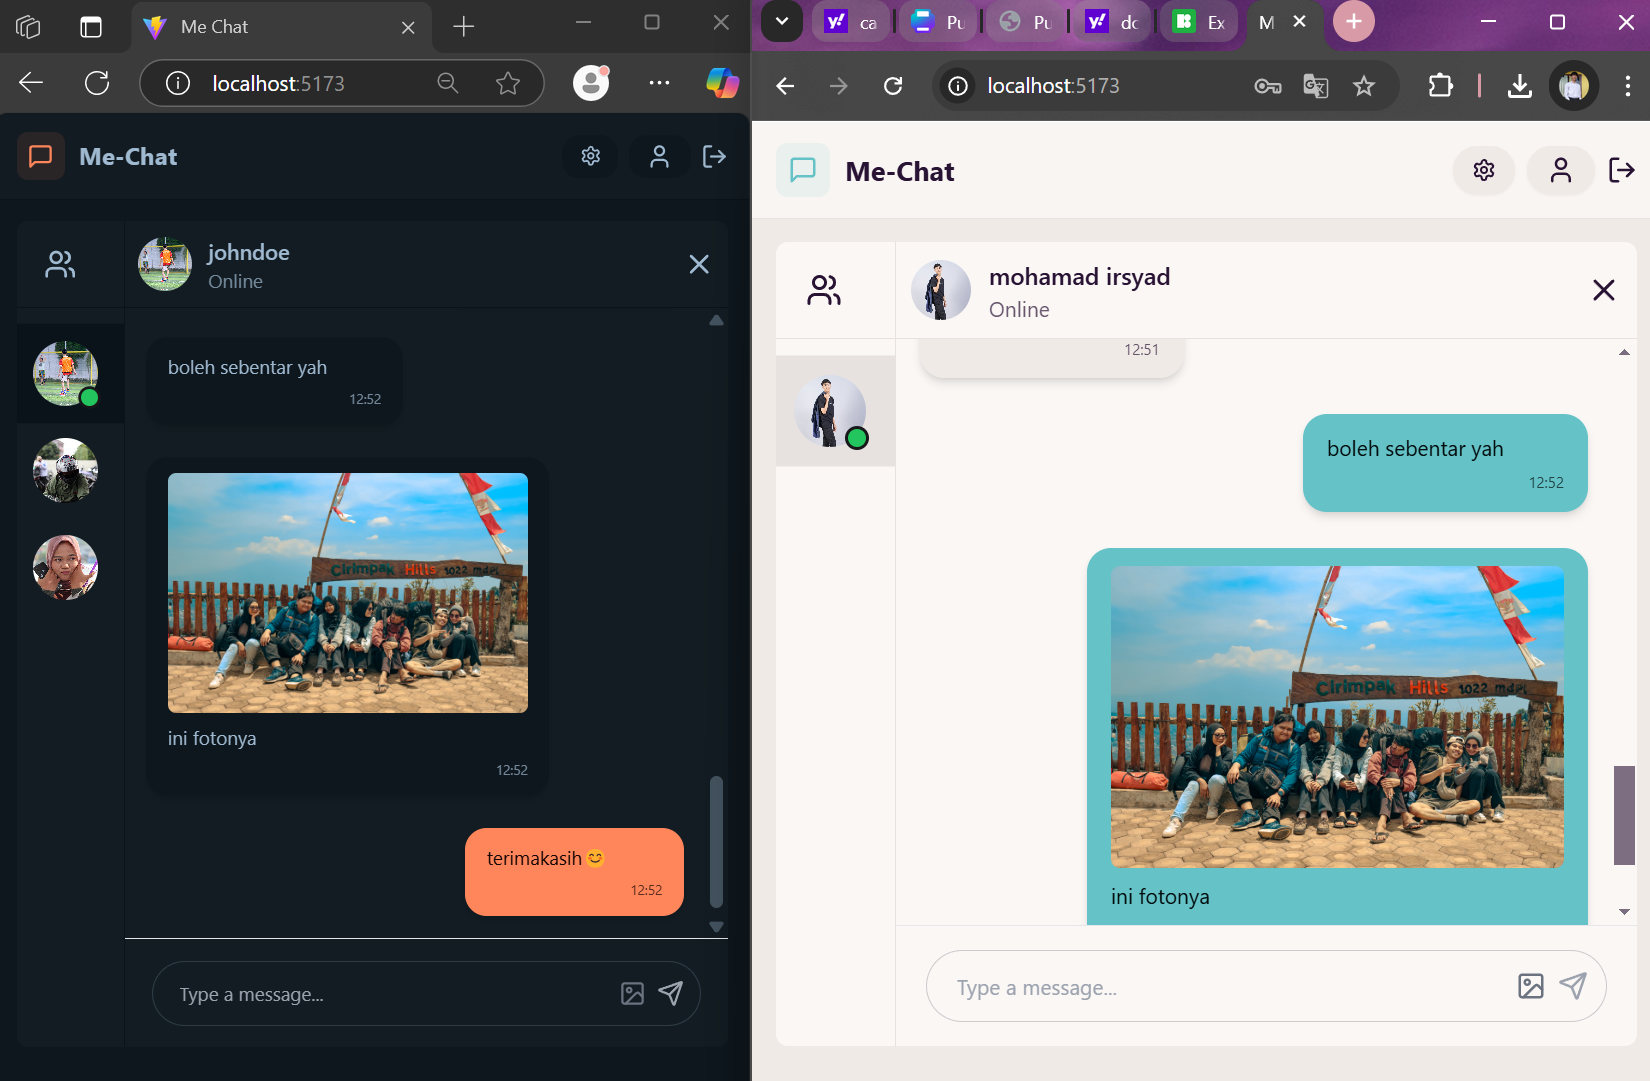 Me Chat
localhost:5173
Me-Chat
johndoe
Online
boleh sebentar yah
12:52
Cirimpak Hills 1022 mdpl
ini fotonya
12:52
terimakasih😊
12:52
Type a message...
ca
Pu
Pu
dc
Ex
M
localhost:5173
Me-Chat
mohamad irsyad
Online
12:51
boleh sebentar yah
12:52
Cirimpak Hills 1022 mdpl
ini fotonya
Type a message...